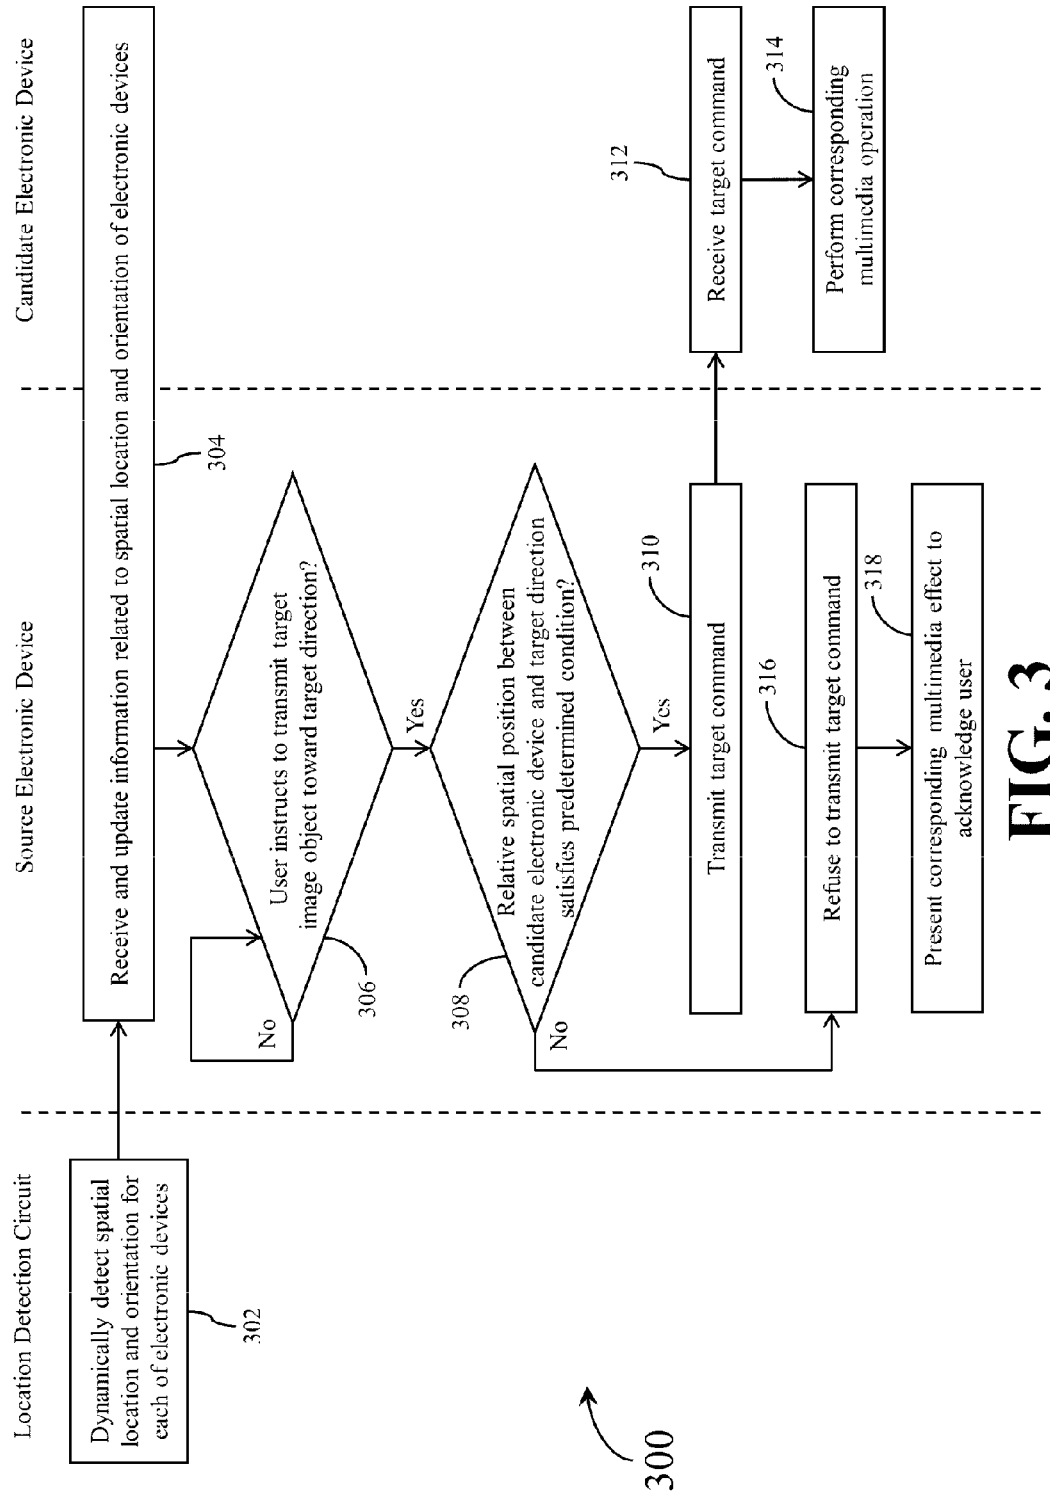 Location Detection Circuit
Source Electronic Device
Candidate Electronic Device
Dynamically detect spatial
location and orientation for
each of electronic devices
302
Receive and update information related to spatial location and orientation of electronic devices
304
User instructs to transmit target
image object toward target direction?
306
No
Yes
Relative spatial position between
candidate electronic device and target direction
satisfies predetermined condition?
308
No
Yes
Transmit target command
310
Receive target command
312
Perform corresponding
multimedia operation
314
Refuse to transmit target command
316
Present corresponding multimedia effect to
acknowledge user
318
300
FIG. 3